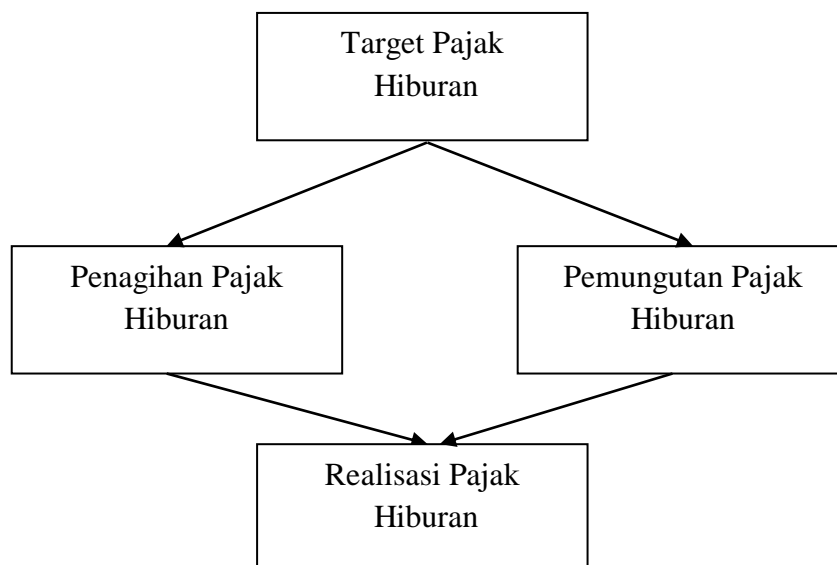 Target Pajak
Hiburan
Penagihan Pajak
Hiburan
Pemungutan Pajak
Hiburan
Realisasi Pajak
Hiburan